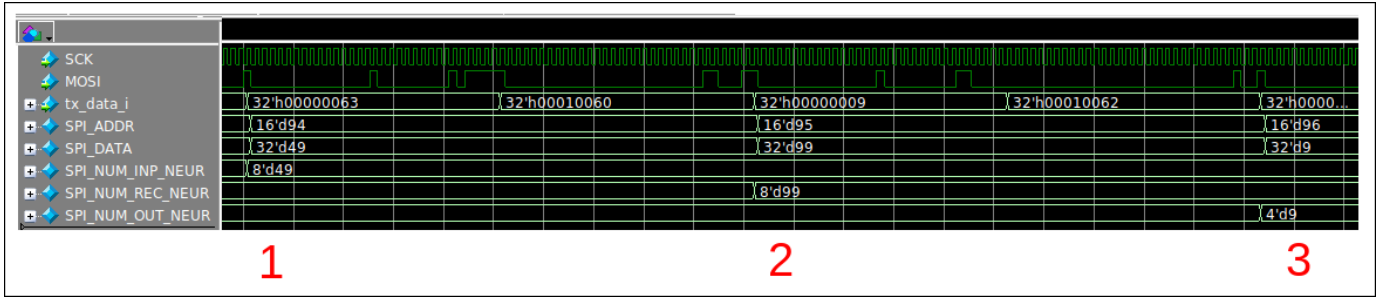 SCK
MOSI
tx_data_i 32'h00000063 32'h00010060 32'h00000009 32'h00010062 32'h0000...
SPI_ADDR 16'd94 16'd95 16'd96
SPI_DATA 32'd49 32'd99 32'd9
SPI_NUM_INP_NEUR 8'd49
SPI_NUM_REC_NEUR 8'd99
SPI_NUM_OUT_NEUR 4'd9
1 2 3